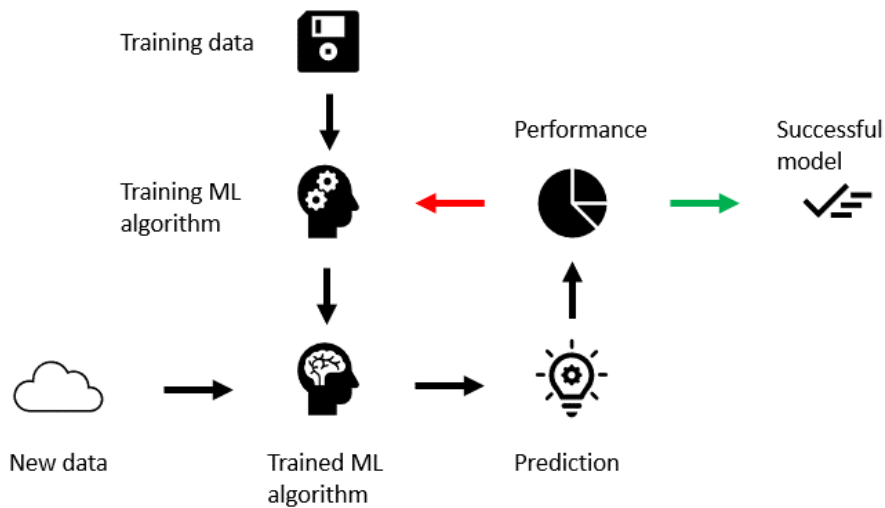 Training data
Performance
Successful
model
Training ML
algorithm
New data
Trained ML
algorithm
Prediction